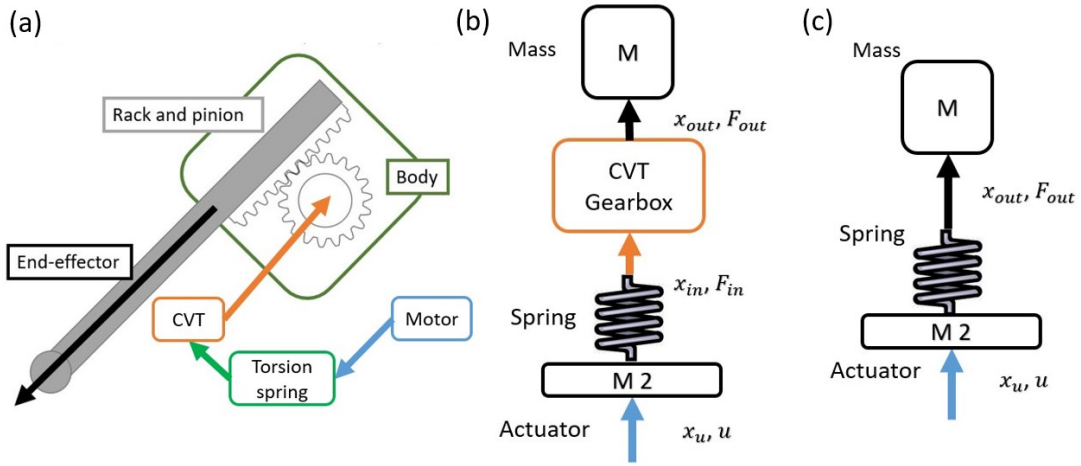 (a)
Rack and pinion
Body
End-effector
CVT
Motor
Torsion
spring
(b)
Mass
M
x_out, F_out
CVT
Gearbox
x_in, F_in
Spring
M 2
Actuator
x_u, u
(c)
Mass
M
x_out, F_out
Spring
M 2
Actuator
x_u, u